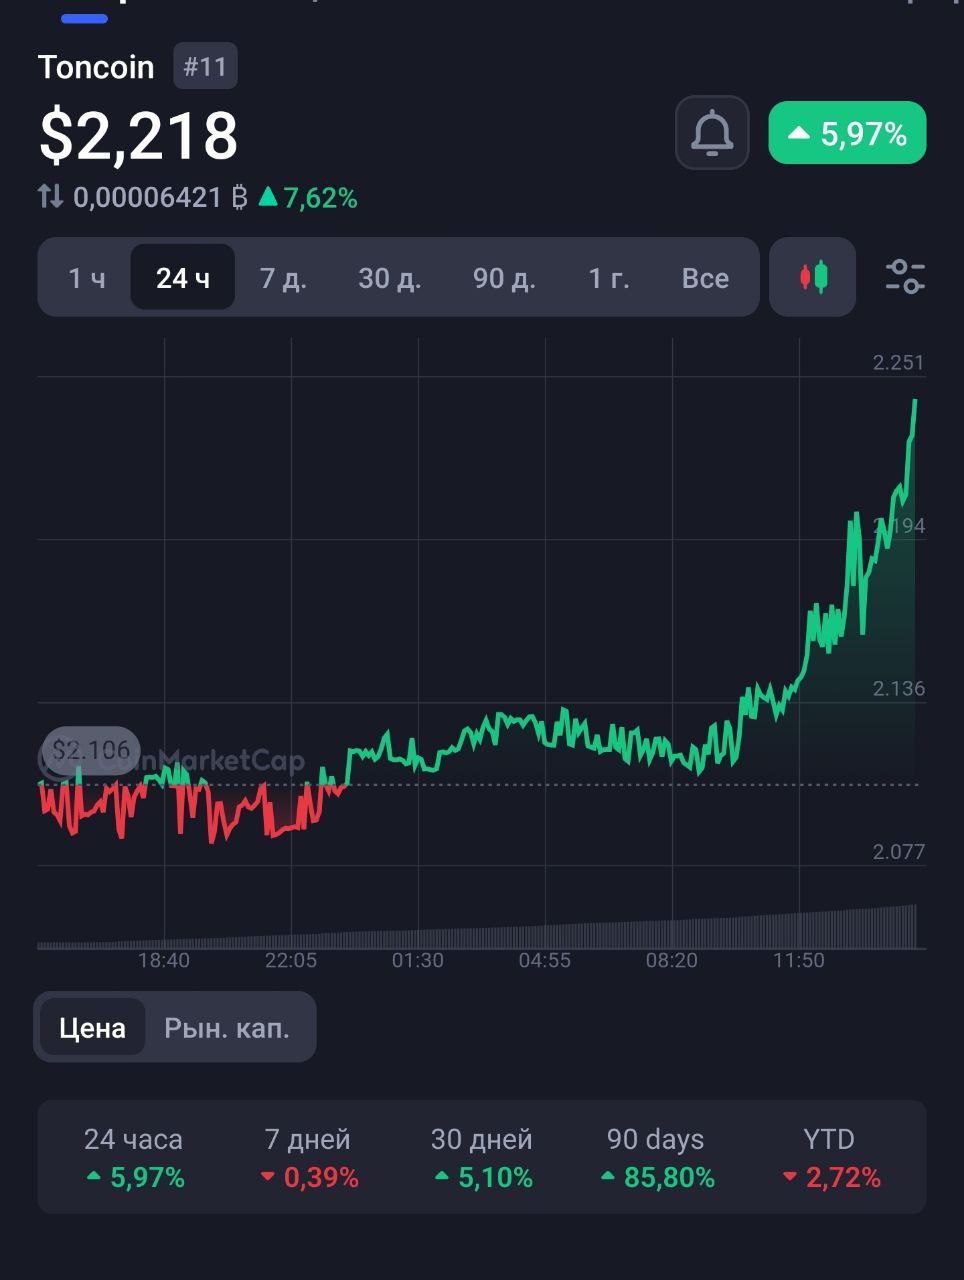 Toncoin #11
$2,218
5,97%
0,00006421 ₿ 7,62%
1 ч 24 ч 7 д. 30 д. 90 д. 1 г. Все
2.251
2.194
2.136
$2.106
CoinMarketCap
2.077
18:40 22:05 01:30 04:55 08:20 11:50
Цена Рын. кап.
24 часа 7 дней 30 дней 90 days YTD
5,97% 0,39% 5,10% 85,80% 2,72%